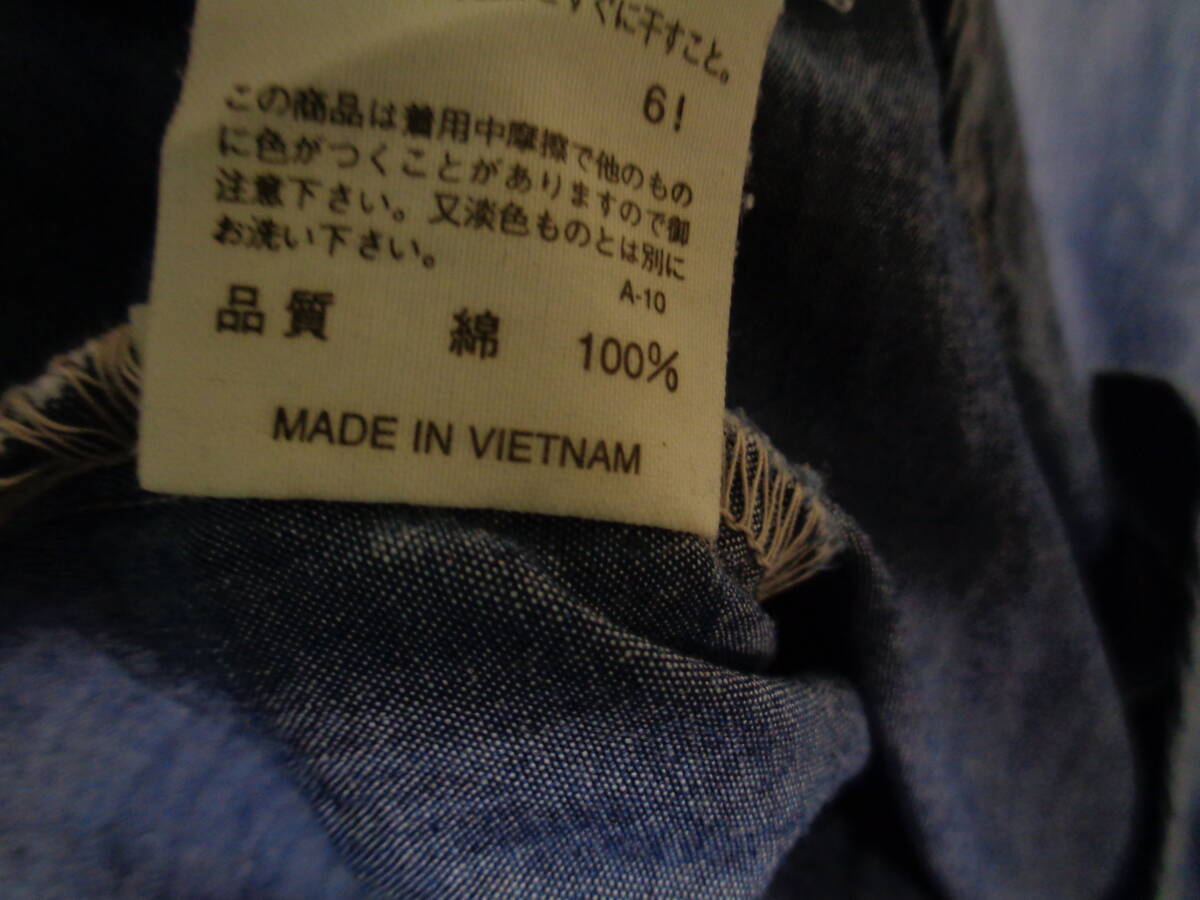 すぐに干すこと。
6!
この商品は着用中摩擦で他のもの
に色がつくことがありますので御
注意下さい。又淡色ものとは別に
お洗い下さい。
A-10
品質 綿 100%
MADE IN VIETNAM